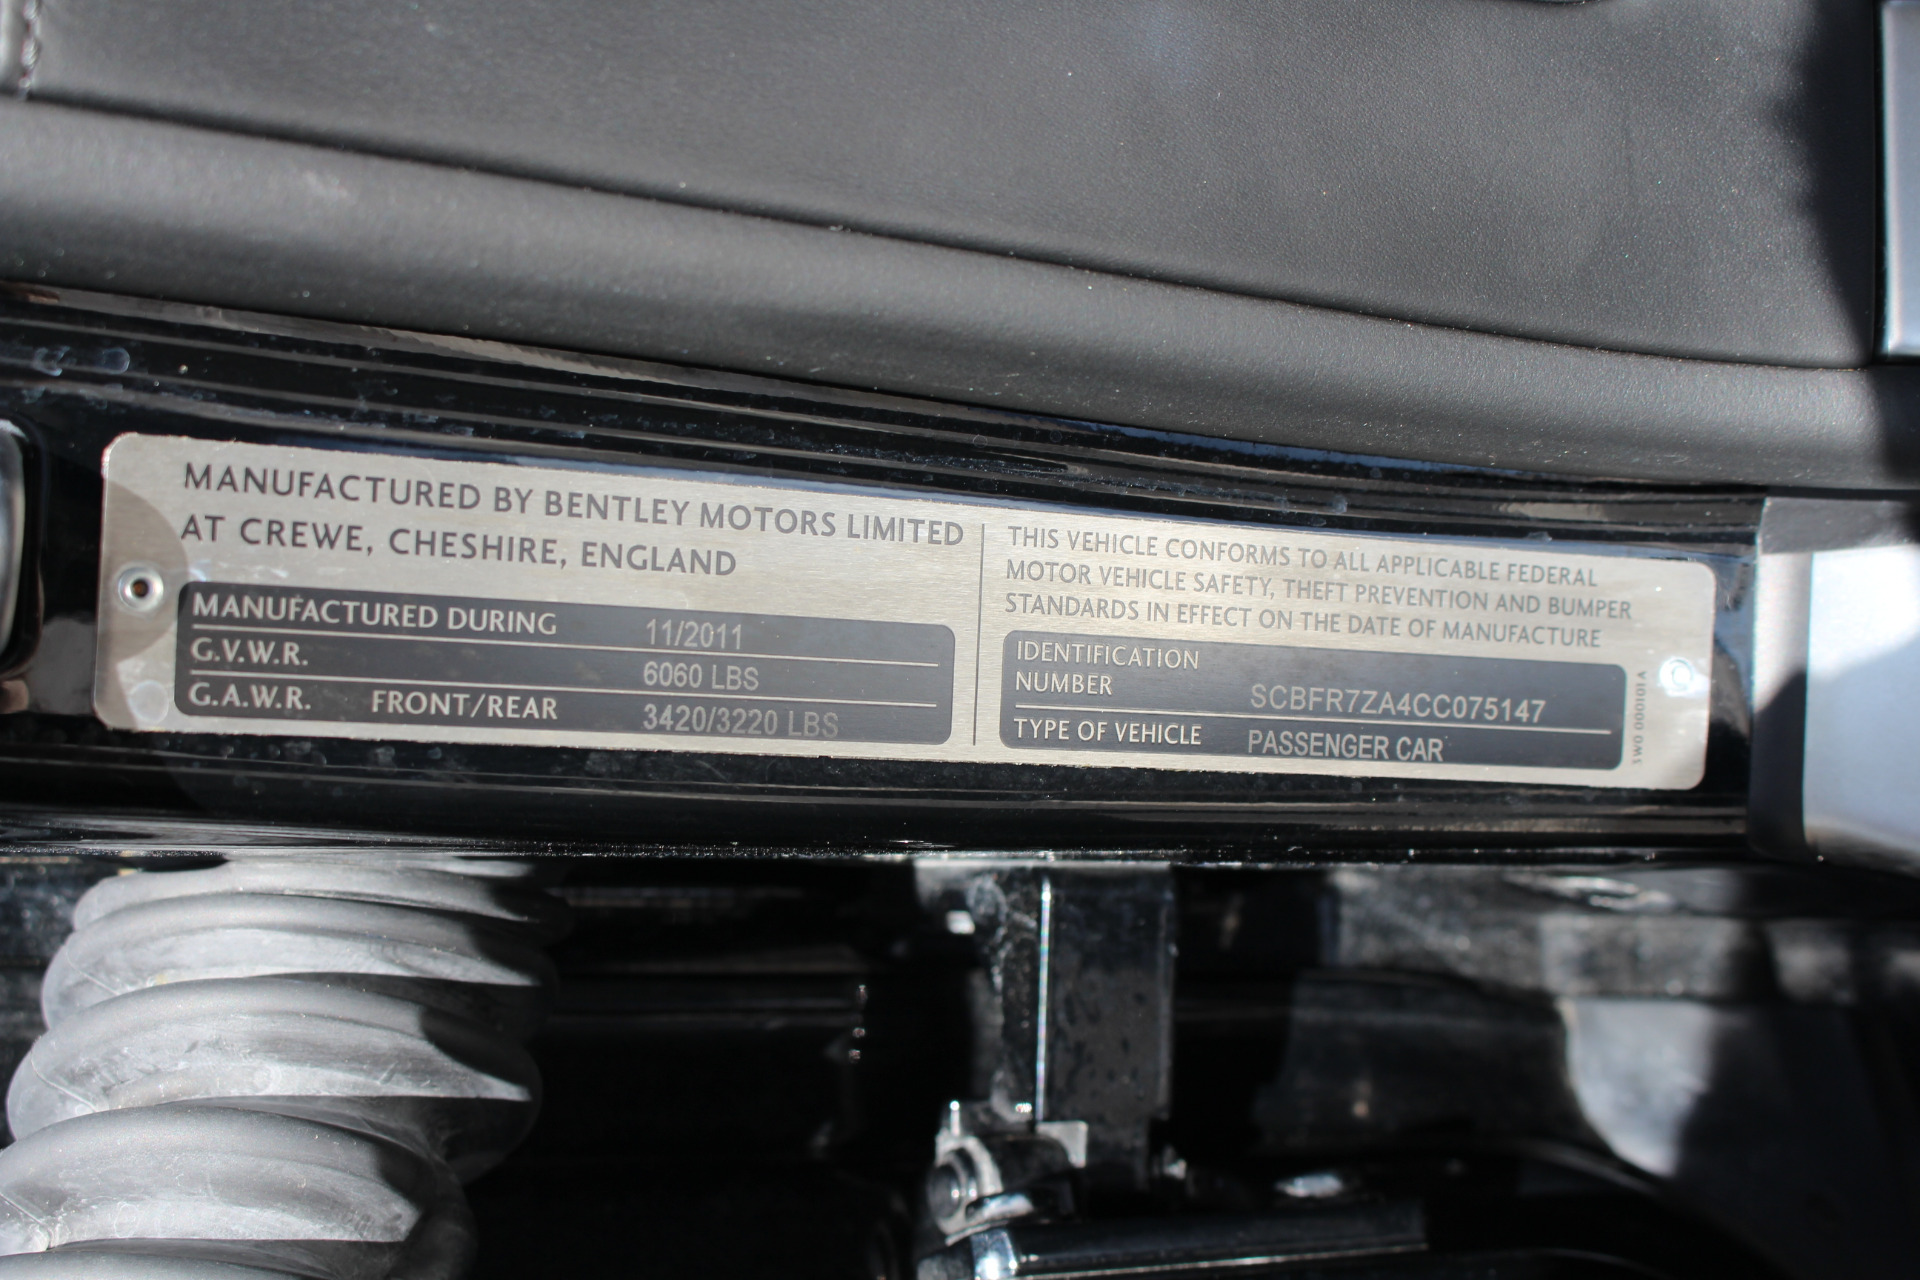 MANUFACTURED BY BENTLEY MOTORS LIMITED
AT CREWE, CHESHIRE, ENGLAND
MANUFACTURED DURING 11/2011
G.V.W.R. 6060 LBS
G.A.W.R. FRONT/REAR 3420/3220 LBS
THIS VEHICLE CONFORMS TO ALL APPLICABLE FEDERAL
MOTOR VEHICLE SAFETY, THEFT PREVENTION AND BUMPER
STANDARDS IN EFFECT ON THE DATE OF MANUFACTURE
IDENTIFICATION
NUMBER SCBFR7ZA4CC075147
TYPE OF VEHICLE PASSENGER CAR
3W0 000101A